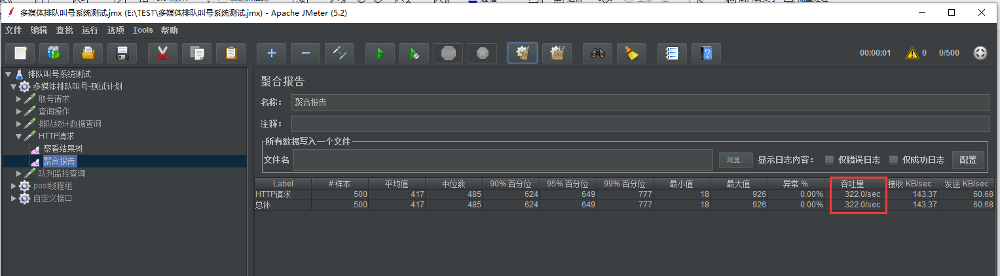 多媒体排队叫号系统测试.jmx (E:\TEST\多媒体排队叫号系统测试.jmx) - Apache JMeter (5.2)
文件 编辑 查找 运行 选项 Tools 帮助
STOP 00:00:01 0 0/500
排队叫号系统测试
多媒体排队叫号-测试计划
取号请求
查询操作
排队统计数据查询
HTTP请求
察看结果树
聚合报告
队列监控查询
post线程组
自定义接口
聚合报告
名称： 聚合报告
注释：
所有数据写入一个文件
文件名 浏览... 显示日志内容： 仅错误日志 仅成功日志 配置
Label # 样本 平均值 中位数 90% 百分位 95% 百分位 99% 百分位 最小值 最大值 异常 % 吞吐量 接收 KB/sec 发送 KB/sec
HTTP请求 500 417 485 624 649 777 18 926 0.00% 322.0/sec 143.37 60.68
总体 500 417 485 624 649 777 18 926 0.00% 322.0/sec 143.37 60.68